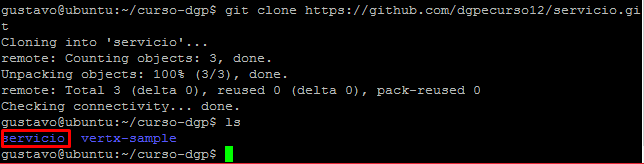 gustavo@ubuntu:~/curso-dgp$ git clone https://github.com/dgpecurso12/servicio.gi
t
Cloning into 'servicio'...
remote: Counting objects: 3, done.
Unpacking objects: 100% (3/3), done.
remote: Total 3 (delta 0), reused 0 (delta 0), pack-reused 0
Checking connectivity... done.
gustavo@ubuntu:~/curso-dgp$ ls
servicio  vertx-sample
gustavo@ubuntu:~/curso-dgp$